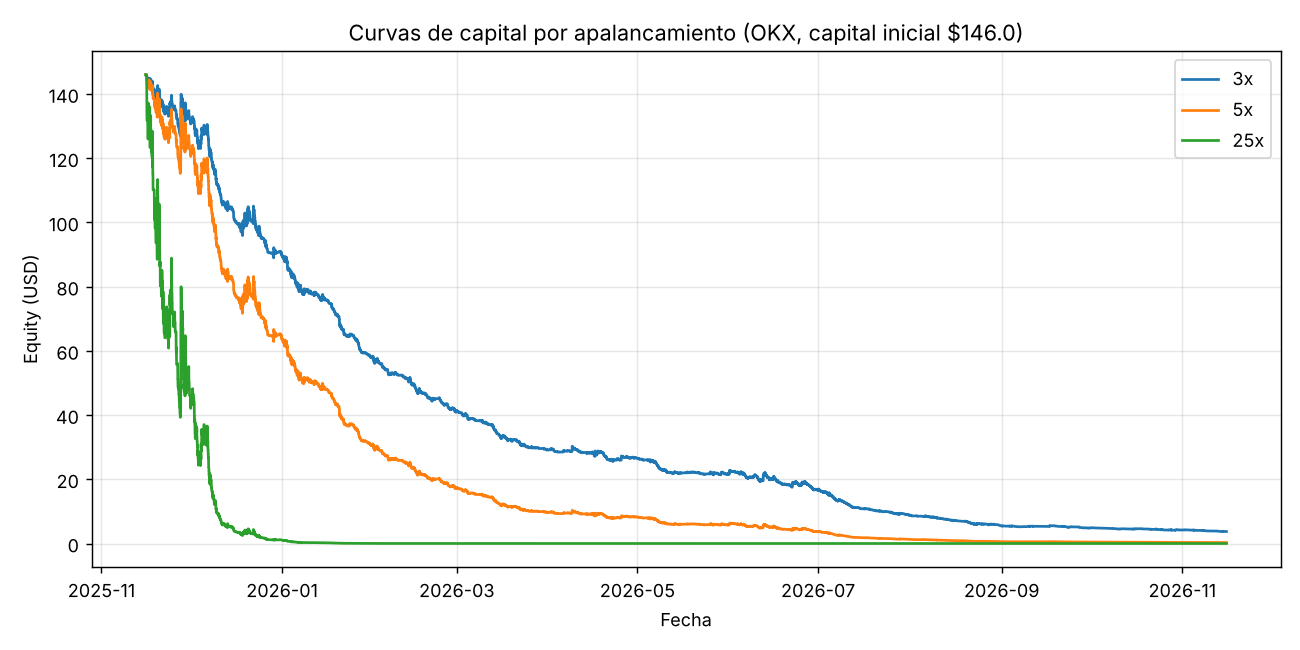 Curvas de capital por apalancamiento (OKX, capital inicial $146.0)
3x
5x
25x
Equity (USD)
140
120
100
80
60
40
20
0
2025-11
2026-01
2026-03
2026-05
2026-07
2026-09
2026-11
Fecha